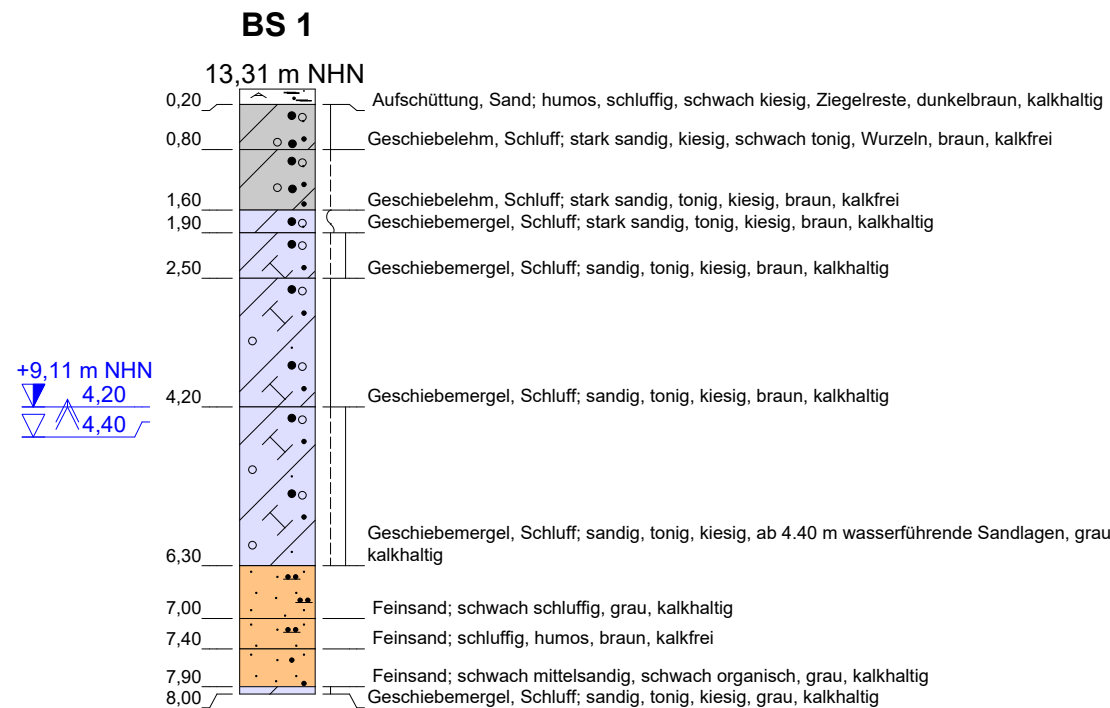 BS 1
13,31 m NHN
0,20 Aufschüttung, Sand; humos, schluffig, schwach kiesig, Ziegelreste, dunkelbraun, kalkhaltig
0,80 Geschiebelehm, Schluff; stark sandig, kiesig, schwach tonig, Wurzeln, braun, kalkfrei
1,60 Geschiebelehm, Schluff; stark sandig, tonig, kiesig, braun, kalkfrei
1,90 Geschiebemergel, Schluff; stark sandig, tonig, kiesig, braun, kalkhaltig
2,50 Geschiebemergel, Schluff; sandig, tonig, kiesig, braun, kalkhaltig
+9,11 m NHN
4,20
4,20 Geschiebemergel, Schluff; sandig, tonig, kiesig, braun, kalkhaltig
4,40
Geschiebemergel, Schluff; sandig, tonig, kiesig, ab 4.40 m wasserführende Sandlagen, grau
6,30 kalkhaltig
7,00 Feinsand; schwach schluffig, grau, kalkhaltig
7,40 Feinsand; schluffig, humos, braun, kalkfrei
7,90 Feinsand; schwach mittelsandig, schwach organisch, grau, kalkhaltig
8,00 Geschiebemergel, Schluff; sandig, tonig, kiesig, grau, kalkhaltig